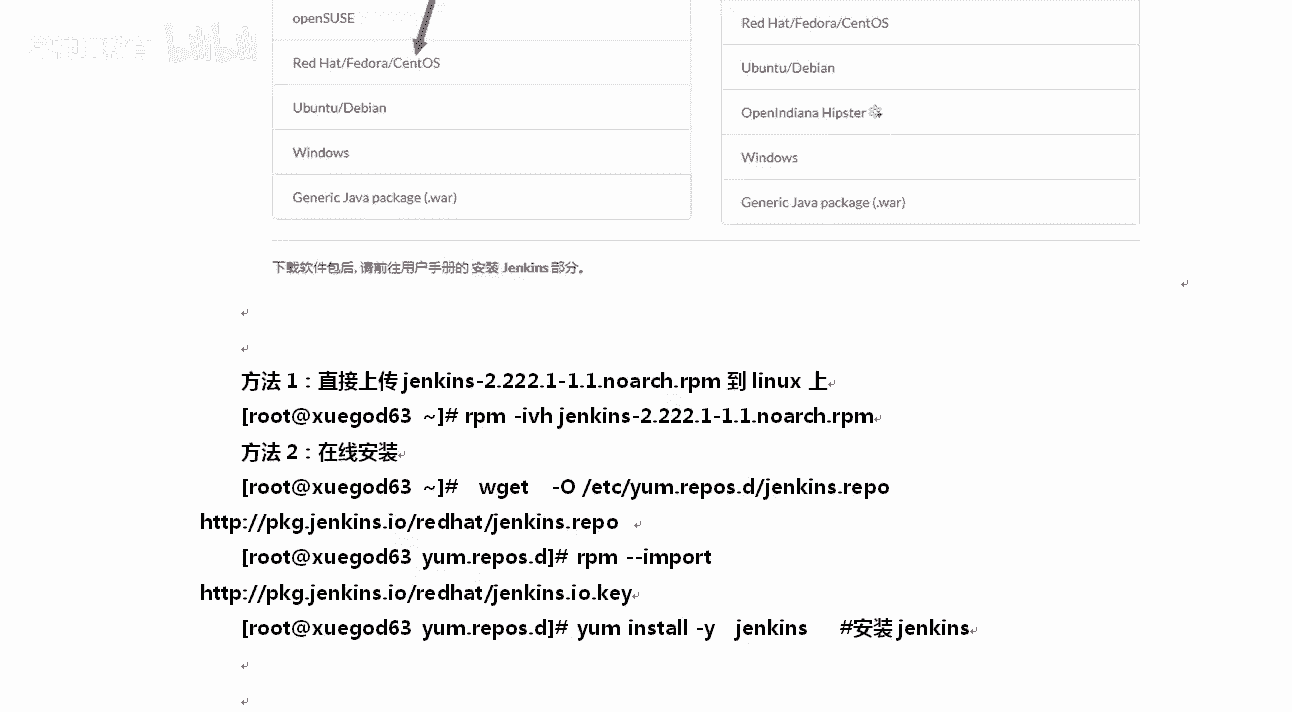 openSUSE
Red Hat/Fedora/CentOS
Ubuntu/Debian
Windows
Generic Java package (.war)
Red Hat/Fedora/CentOS
Ubuntu/Debian
OpenIndiana Hipster
Windows
Generic Java package (.war)
下载软件包后, 请前往用户手册的 安装 Jenkins 部分。
方法 1：直接上传 jenkins-2.222.1-1.1.noarch.rpm 到 linux 上
[root@xuegod63 ~]# rpm -ivh jenkins-2.222.1-1.1.noarch.rpm
方法 2：在线安装
[root@xuegod63 ~]# wget -O /etc/yum.repos.d/jenkins.repo
http://pkg.jenkins.io/redhat/jenkins.repo
[root@xuegod63 yum.repos.d]# rpm --import
http://pkg.jenkins.io/redhat/jenkins.io.key
[root@xuegod63 yum.repos.d]# yum install -y jenkins #安装 jenkins